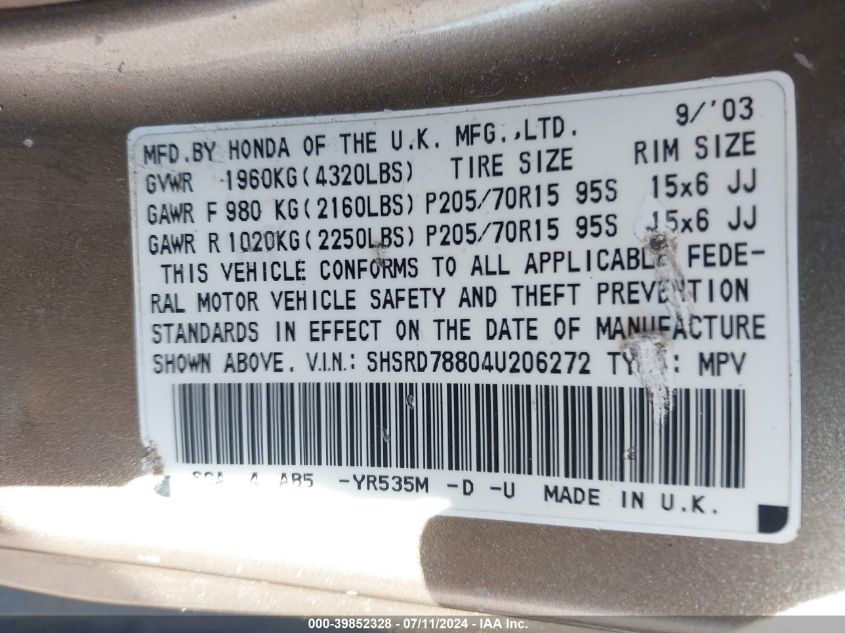 9/'03
MFD.BY HONDA OF THE U.K. MFG.,LTD.
GVWR 1960KG(4320LBS) TIRE SIZE RIM SIZE
GAWR F 980 KG(2160LBS) P205/70R15 95S 15x6 JJ
GAWR R 1020KG(2250LBS) P205/70R15 95S 15x6 JJ
THIS VEHICLE CONFORMS TO ALL APPLICABLE FEDE-
RAL MOTOR VEHICLE SAFETY AND THEFT PREVENTION
STANDARDS IN EFFECT ON THE DATE OF MANUFACTURE
SHOWN ABOVE. V.I.N.: SHSRD78804U206272 TYPE: MPV
4 AB5 -YR535M -D -U MADE IN U.K.
000-39852328 - 07/11/2024 - IAA Inc.